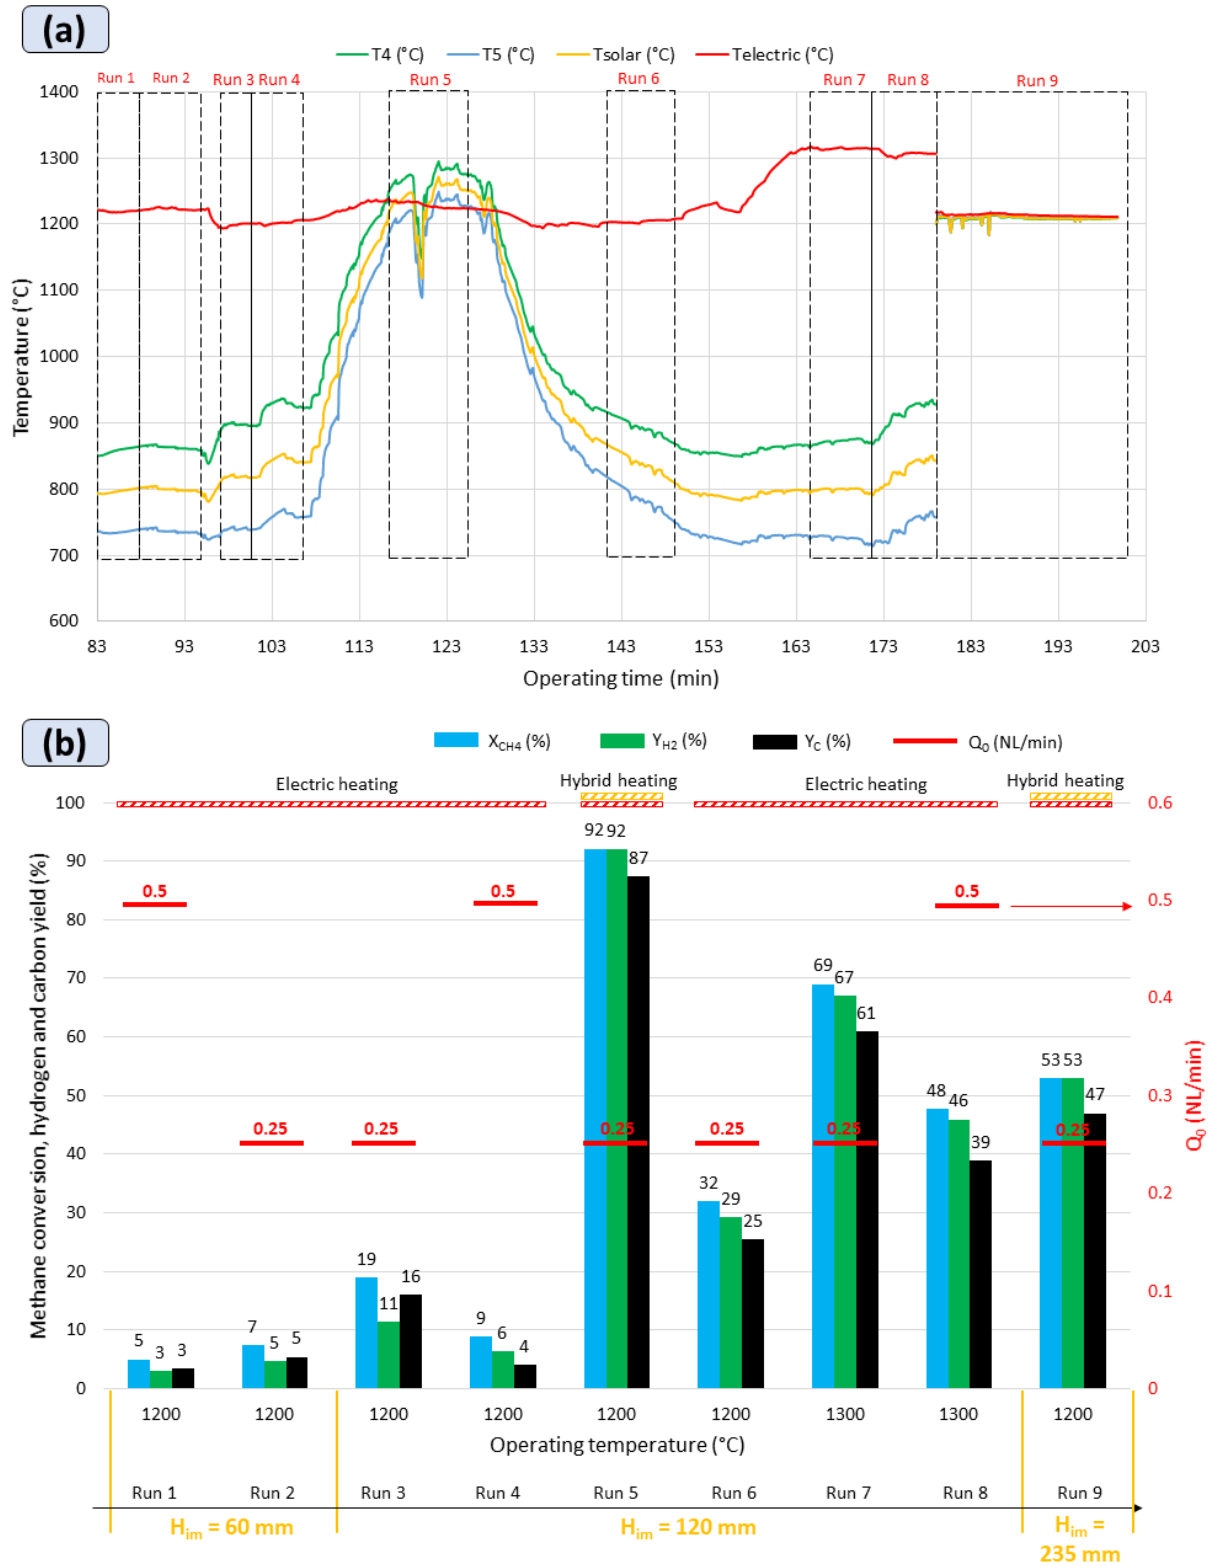 (a)
T4 (°C) T5 (°C) Tsolar (°C) Telectric (°C)
Run 1 Run 2 Run 3 Run 4 Run 5 Run 6 Run 7 Run 8 Run 9
1400
1300
1200
1100
1000
900
800
700
600
Temperature (°C)
83 93 103 113 123 133 143 153 163 173 183 193 203
Operating time (min)
(b)
XCH4 (%) YH2 (%) YC (%) Q0 (NL/min)
Electric heating Hybrid heating Electric heating Hybrid heating
100 0.6
90
80 0.5
70
60 0.4
50 0.3
40
30 0.2
20
10 0.1
0 0
Methane conversion, hydrogen and carbon yield (%)
Q0 (NL/min)
0.5 0.5 0.5
0.25 0.25 0.25 0.25 0.25 0.25
5 3 3
7 5 5
19 11 16
9 6 4
92 92 87
32 29 25
69 67 61
48 46 39
53 53 47
1200 1200 1200 1200 1200 1200 1300 1300 1200
Operating temperature (°C)
Run 1 Run 2 Run 3 Run 4 Run 5 Run 6 Run 7 Run 8 Run 9
Him = 60 mm Him = 120 mm Him =
235 mm